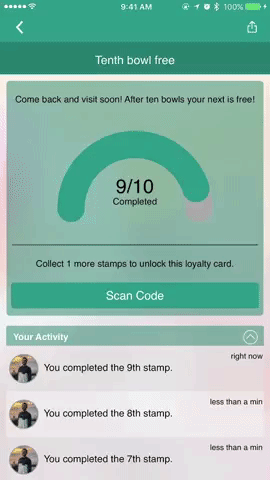 9:41 AM
100%
Tenth bowl free
Come back and visit soon! After ten bowls your next is free!
9/10
Completed
Collect 1 more stamps to unlock this loyalty card.
Scan Code
Your Activity
right now
You completed the 9th stamp.
less than a min
You completed the 8th stamp.
less than a min
You completed the 7th stamp.